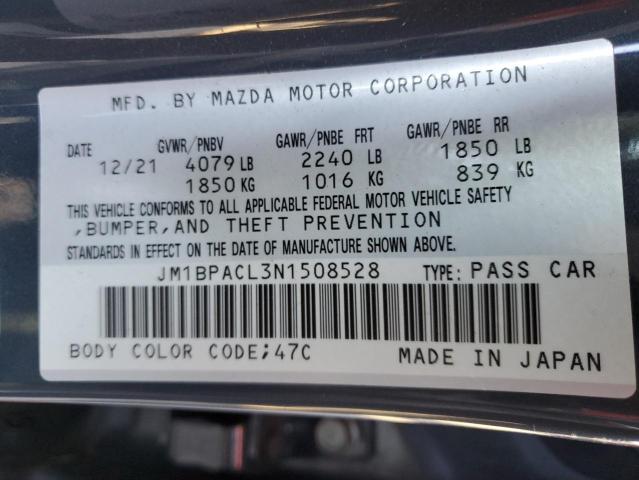 MFD. BY MAZDA MOTOR CORPORATION
DATE GVWR/PNBV GAWR/PNBE FRT GAWR/PNBE RR
12/21 4079 LB 2240 LB 1850 LB
1850 KG 1016 KG 839 KG
THIS VEHICLE CONFORMS TO ALL APPLICABLE FEDERAL MOTOR VEHICLE SAFETY
,BUMPER,AND THEFT PREVENTION
STANDARDS IN EFFECT ON THE DATE OF MANUFACTURE SHOWN ABOVE.
JM1BPACL3N1508528 TYPE: PASS CAR
BODY COLOR CODE;47C MADE IN JAPAN